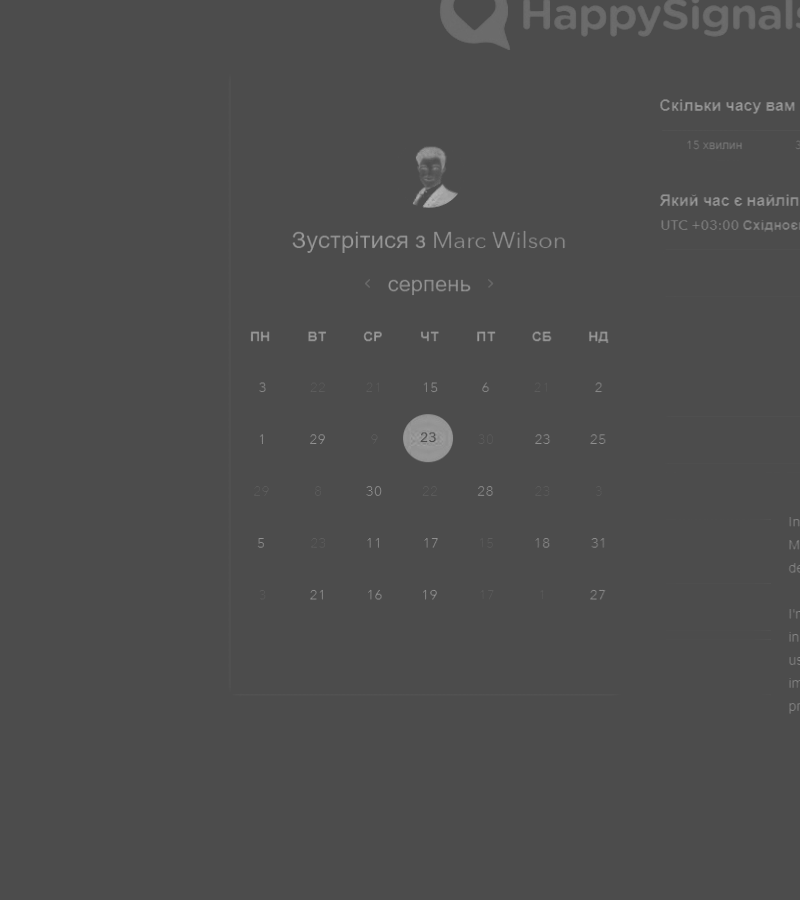 HappySignals
Зустрітися з Marc Wilson
‹ серпень ›
ПН ВТ СР ЧТ ПТ СБ НД
3 22 21 15 6 21 2
1 29 9 23 30 23 25
29 8 30 22 28 23 3
5 23 11 17 15 18 31
3 21 16 19 17 1 27
Скільки часу вам
15 хвилин 3
Який час є найліп
UTC +03:00 Східноє
In
M
de
I'm
in
us
im
pr